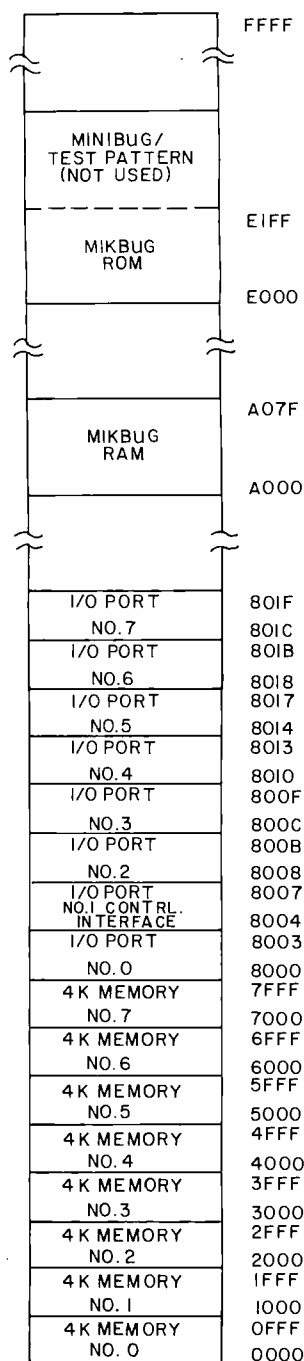 FFFF
MINIBUG/
TEST PATTERN
(NOT USED)
E1FF
MIKBUG
ROM
E000
A07F
MIKBUG
RAM
A000
I/O PORT 801F
NO.7 801C
I/O PORT 801B
NO.6 8018
I/O PORT 8017
NO.5 8014
I/O PORT 8013
NO.4 8010
I/O PORT 800F
NO.3 800C
I/O PORT 800B
NO.2 8008
I/O PORT 8007
NO.1 CONTRL.
INTERFACE 8004
I/O PORT 8003
NO.0 8000
4K MEMORY 7FFF
NO.7 7000
4K MEMORY 6FFF
NO.6 6000
4K MEMORY 5FFF
NO.5 5000
4K MEMORY 4FFF
NO.4 4000
4K MEMORY 3FFF
NO.3 3000
4K MEMORY 2FFF
NO.2 2000
4K MEMORY 1FFF
NO.1 1000
4K MEMORY 0FFF
NO.0 0000